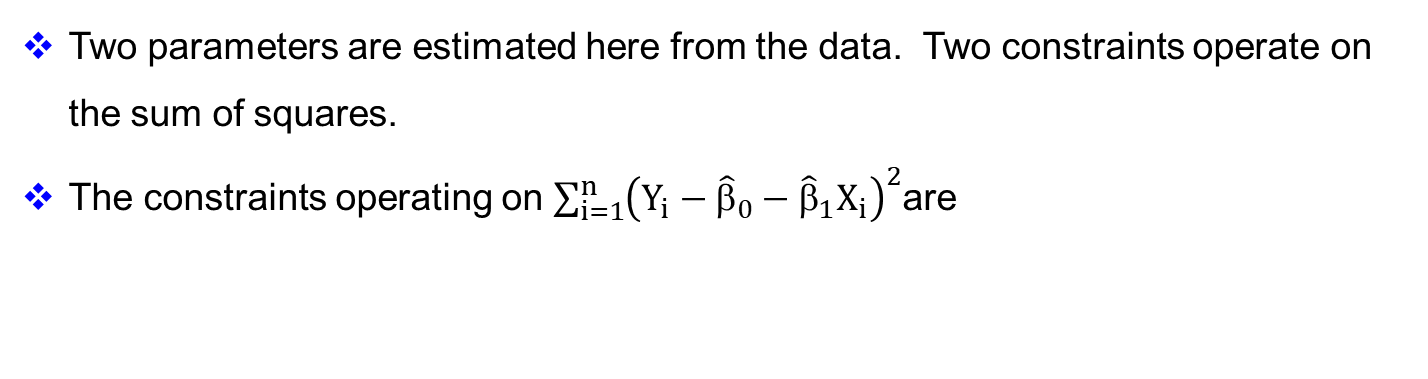 ❖ Two parameters are estimated here from the data.  Two constraints operate on
the sum of squares.
❖ The constraints operating on ∑ⁿᵢ₌₁(Yᵢ − β̂₀ − β̂₁Xᵢ)² are